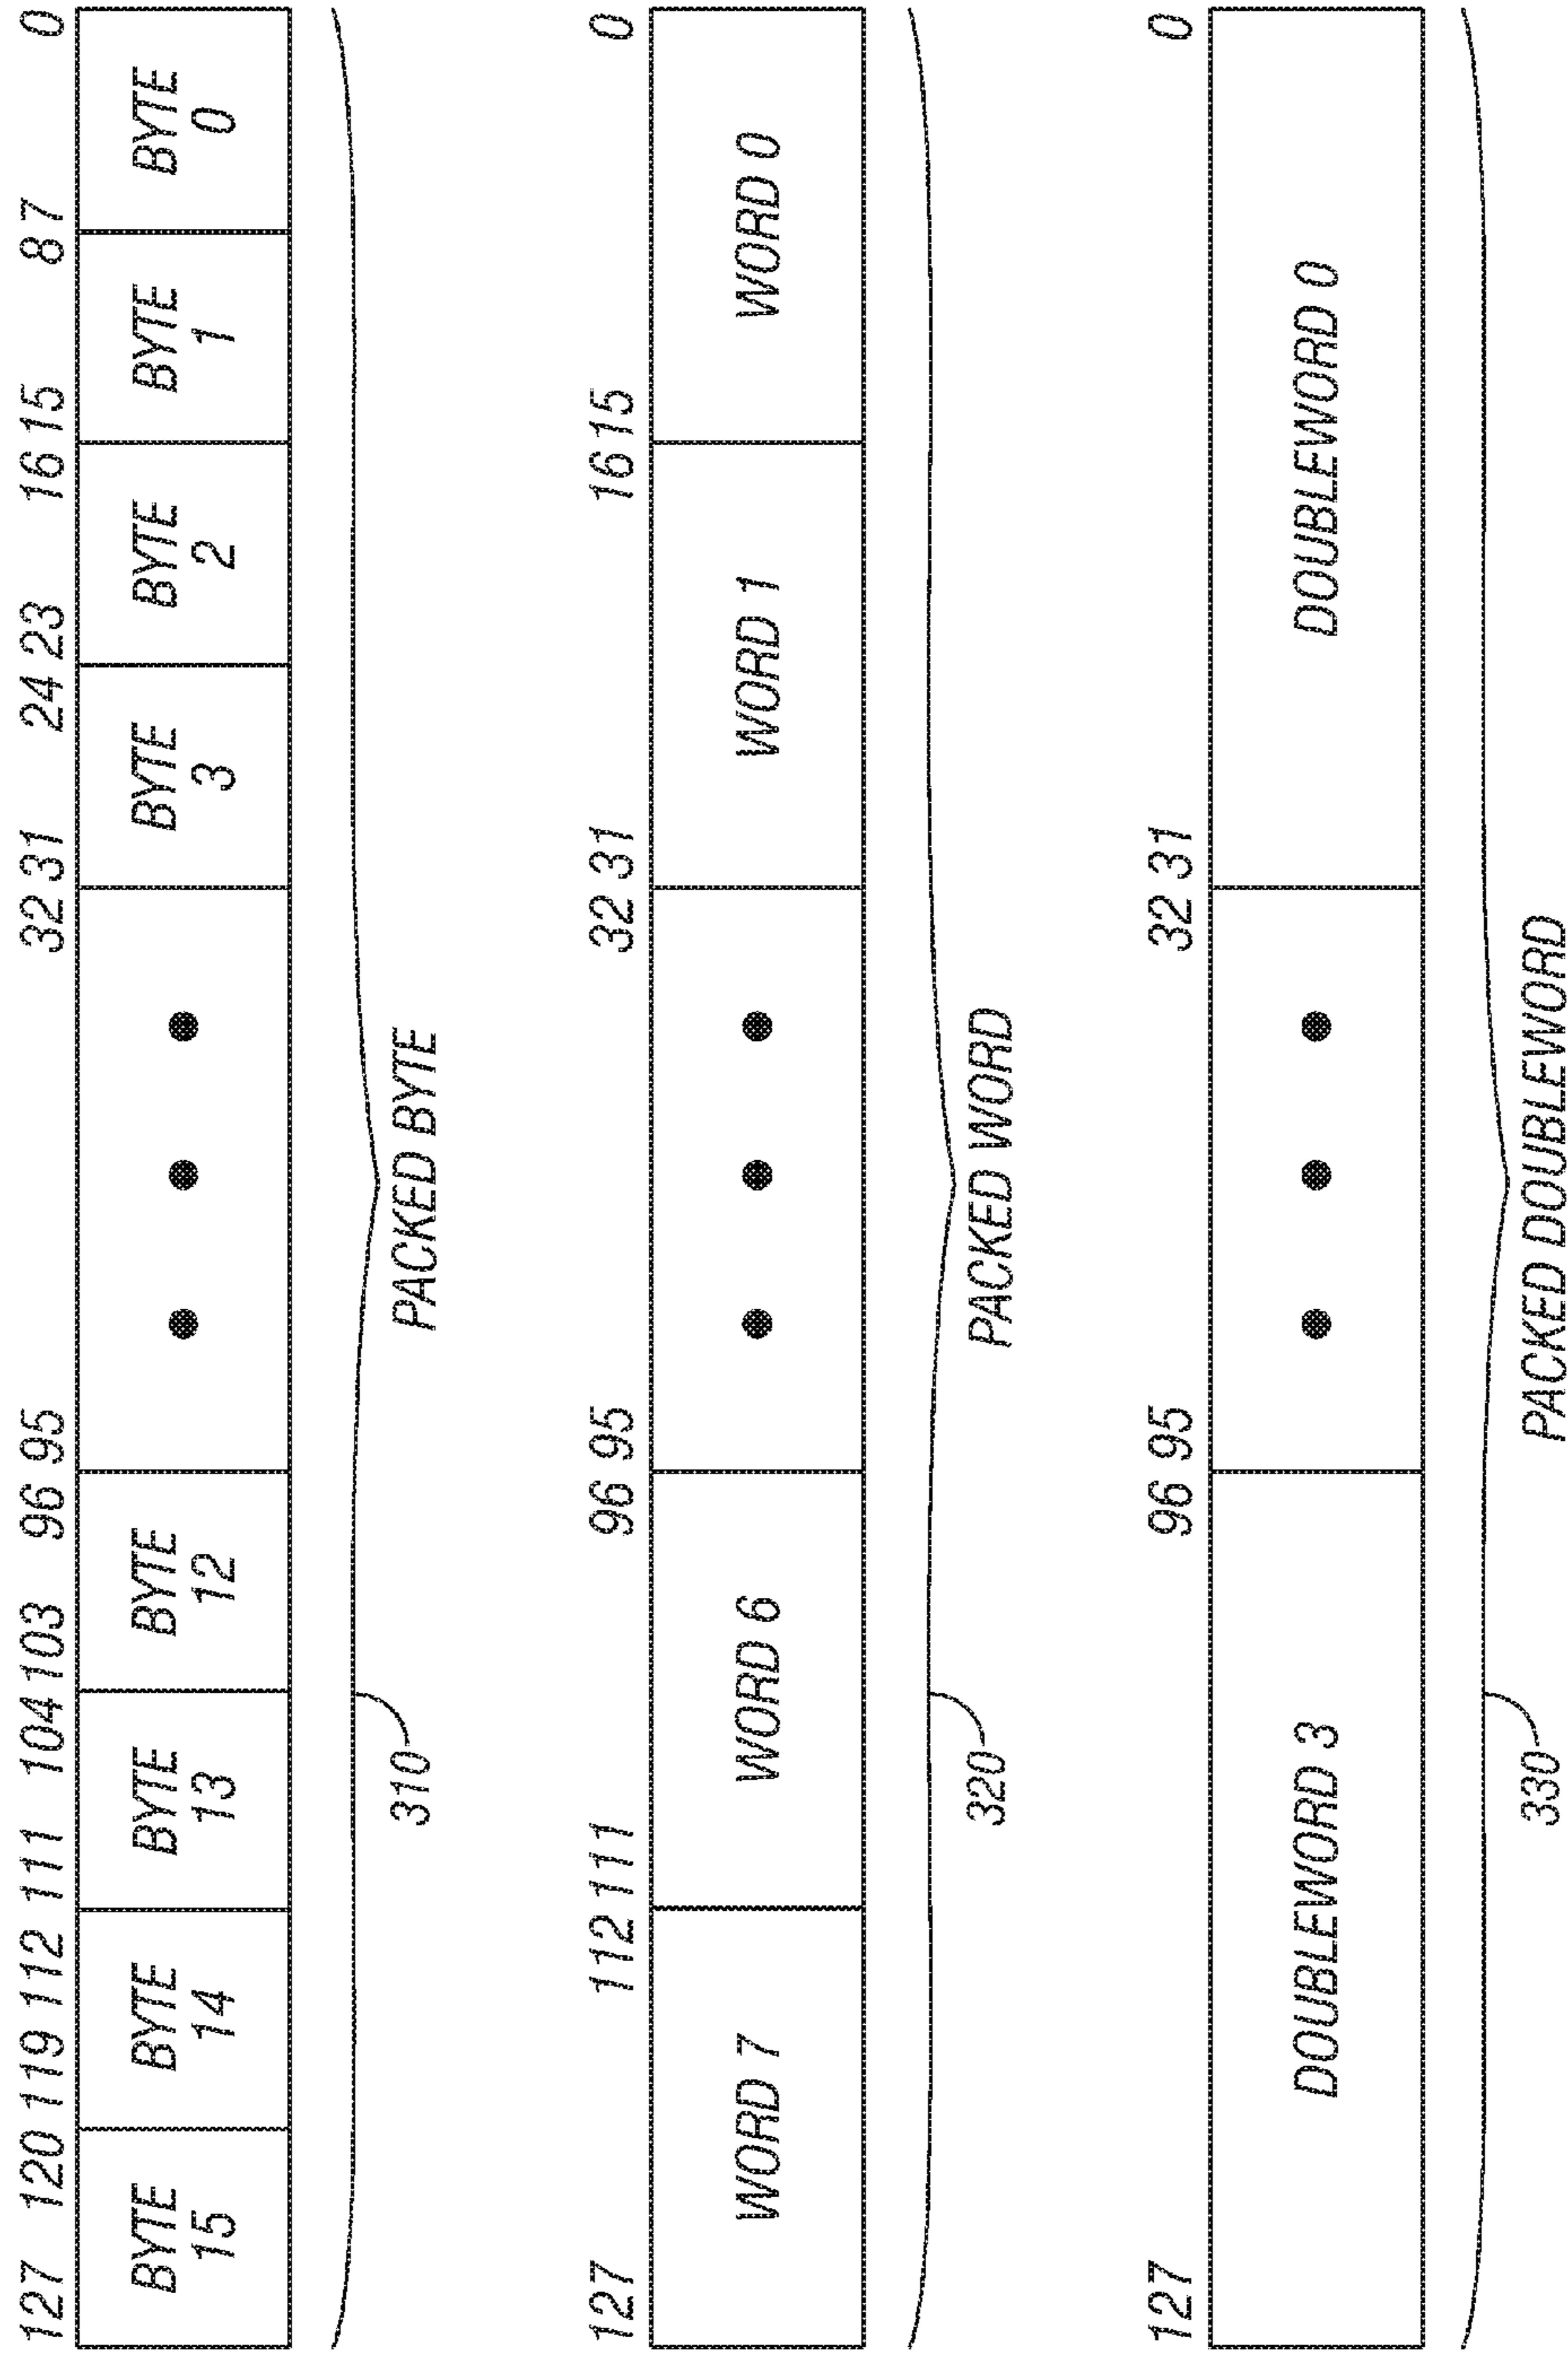 127 120 119 112 111 104 103 96 95 32 31 24 23 16 15 8 7 0
BYTE 15
BYTE 14
BYTE 13
BYTE 12
BYTE 3
BYTE 2
BYTE 1
BYTE 0
310
PACKED BYTE
127 112 111 96 95 32 31 16 15 0
WORD 7 WORD 6 WORD 1 WORD 0
320
PACKED WORD
127 96 95 32 31 0
DOUBLEWORD 3 DOUBLEWORD 0
330
PACKED DOUBLEWORD